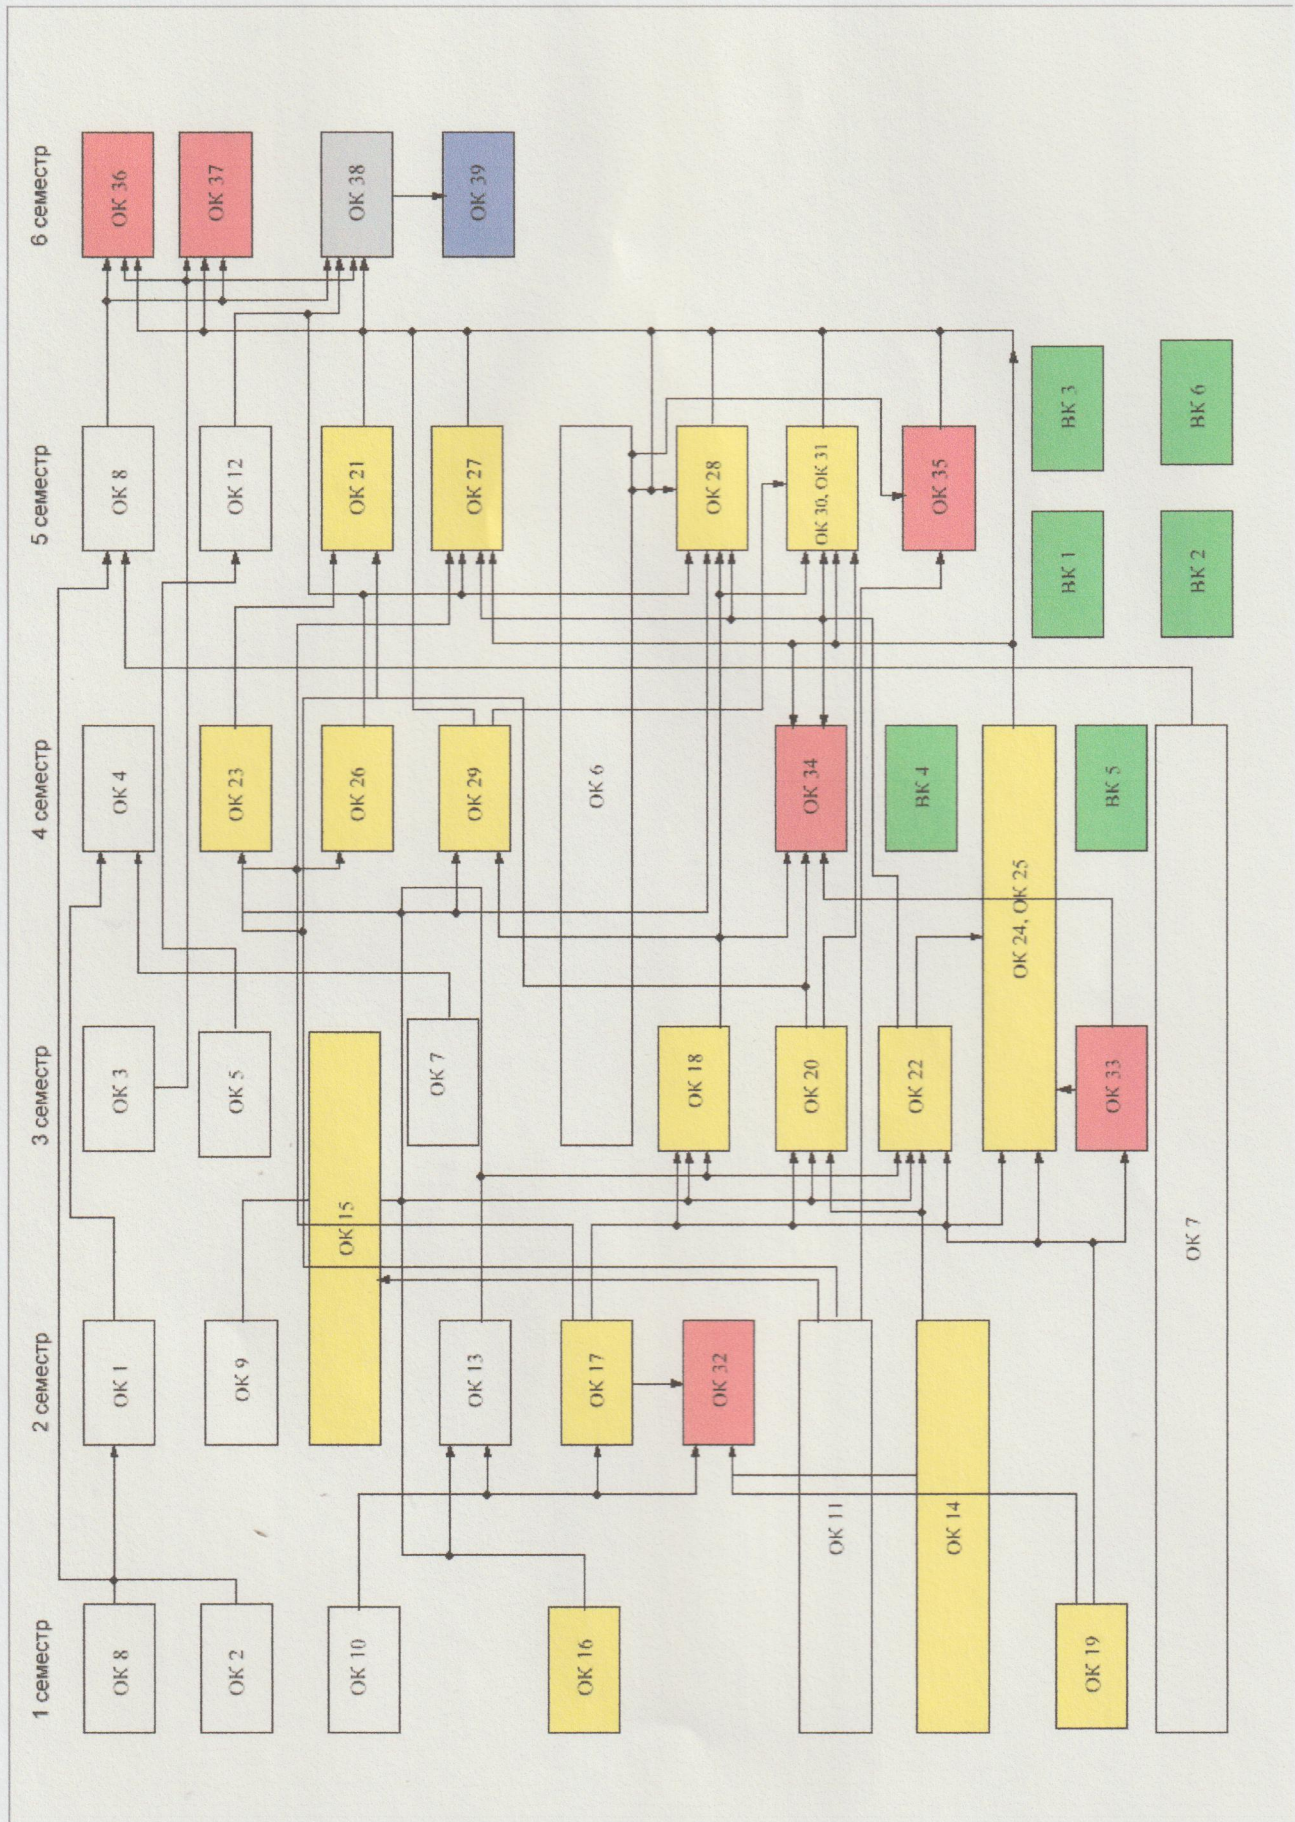 1 семестр
2 семестр
3 семестр
4 семестр
5 семестр
6 семестр
ОК 8
ОК 1
ОК 3
ОК 4
ОК 8
ОК 36
ОК 2
ОК 9
ОК 5
ОК 23
ОК 12
ОК 37
ОК 10
ОК 15
ОК 26
ОК 21
ОК 38
ОК 13
ОК 7
ОК 29
ОК 27
ОК 39
ОК 16
ОК 17
ОК 6
ОК 32
ОК 18
ОК 28
ОК 11
ОК 20
ОК 34
ОК 30, ОК 31
ОК 14
ОК 22
ВК 4
ОК 35
ОК 24, ОК 25
ВК 1
ВК 3
ОК 19
ОК 33
ВК 5
ОК 7
ВК 2
ВК 6